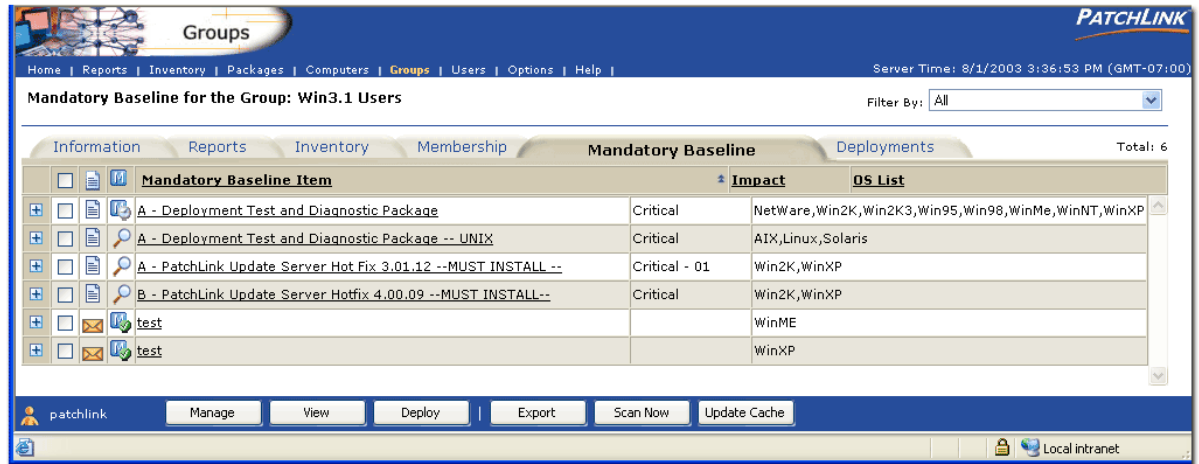 Groups
PATCHLINK
Home | Reports | Inventory | Packages | Computers | Groups | Users | Options | Help |
Server Time: 8/1/2003 3:36:53 PM (GMT-07:00)
Mandatory Baseline for the Group: Win3.1 Users
Filter By: All
Information Reports Inventory Membership Mandatory Baseline Deployments Total: 6
Mandatory Baseline Item Impact OS List
A - Deployment Test and Diagnostic Package Critical NetWare,Win2K,Win2K3,Win95,Win98,WinMe,WinNT,WinXP
A - Deployment Test and Diagnostic Package -- UNIX Critical AIX,Linux,Solaris
A - PatchLink Update Server Hot Fix 3.01.12 --MUST INSTALL -- Critical - 01 Win2K,WinXP
B - PatchLink Update Server Hotfix 4.00.09 --MUST INSTALL-- Critical Win2K,WinXP
test WinME
test WinXP
patchlink Manage View Deploy | Export Scan Now Update Cache
Local intranet